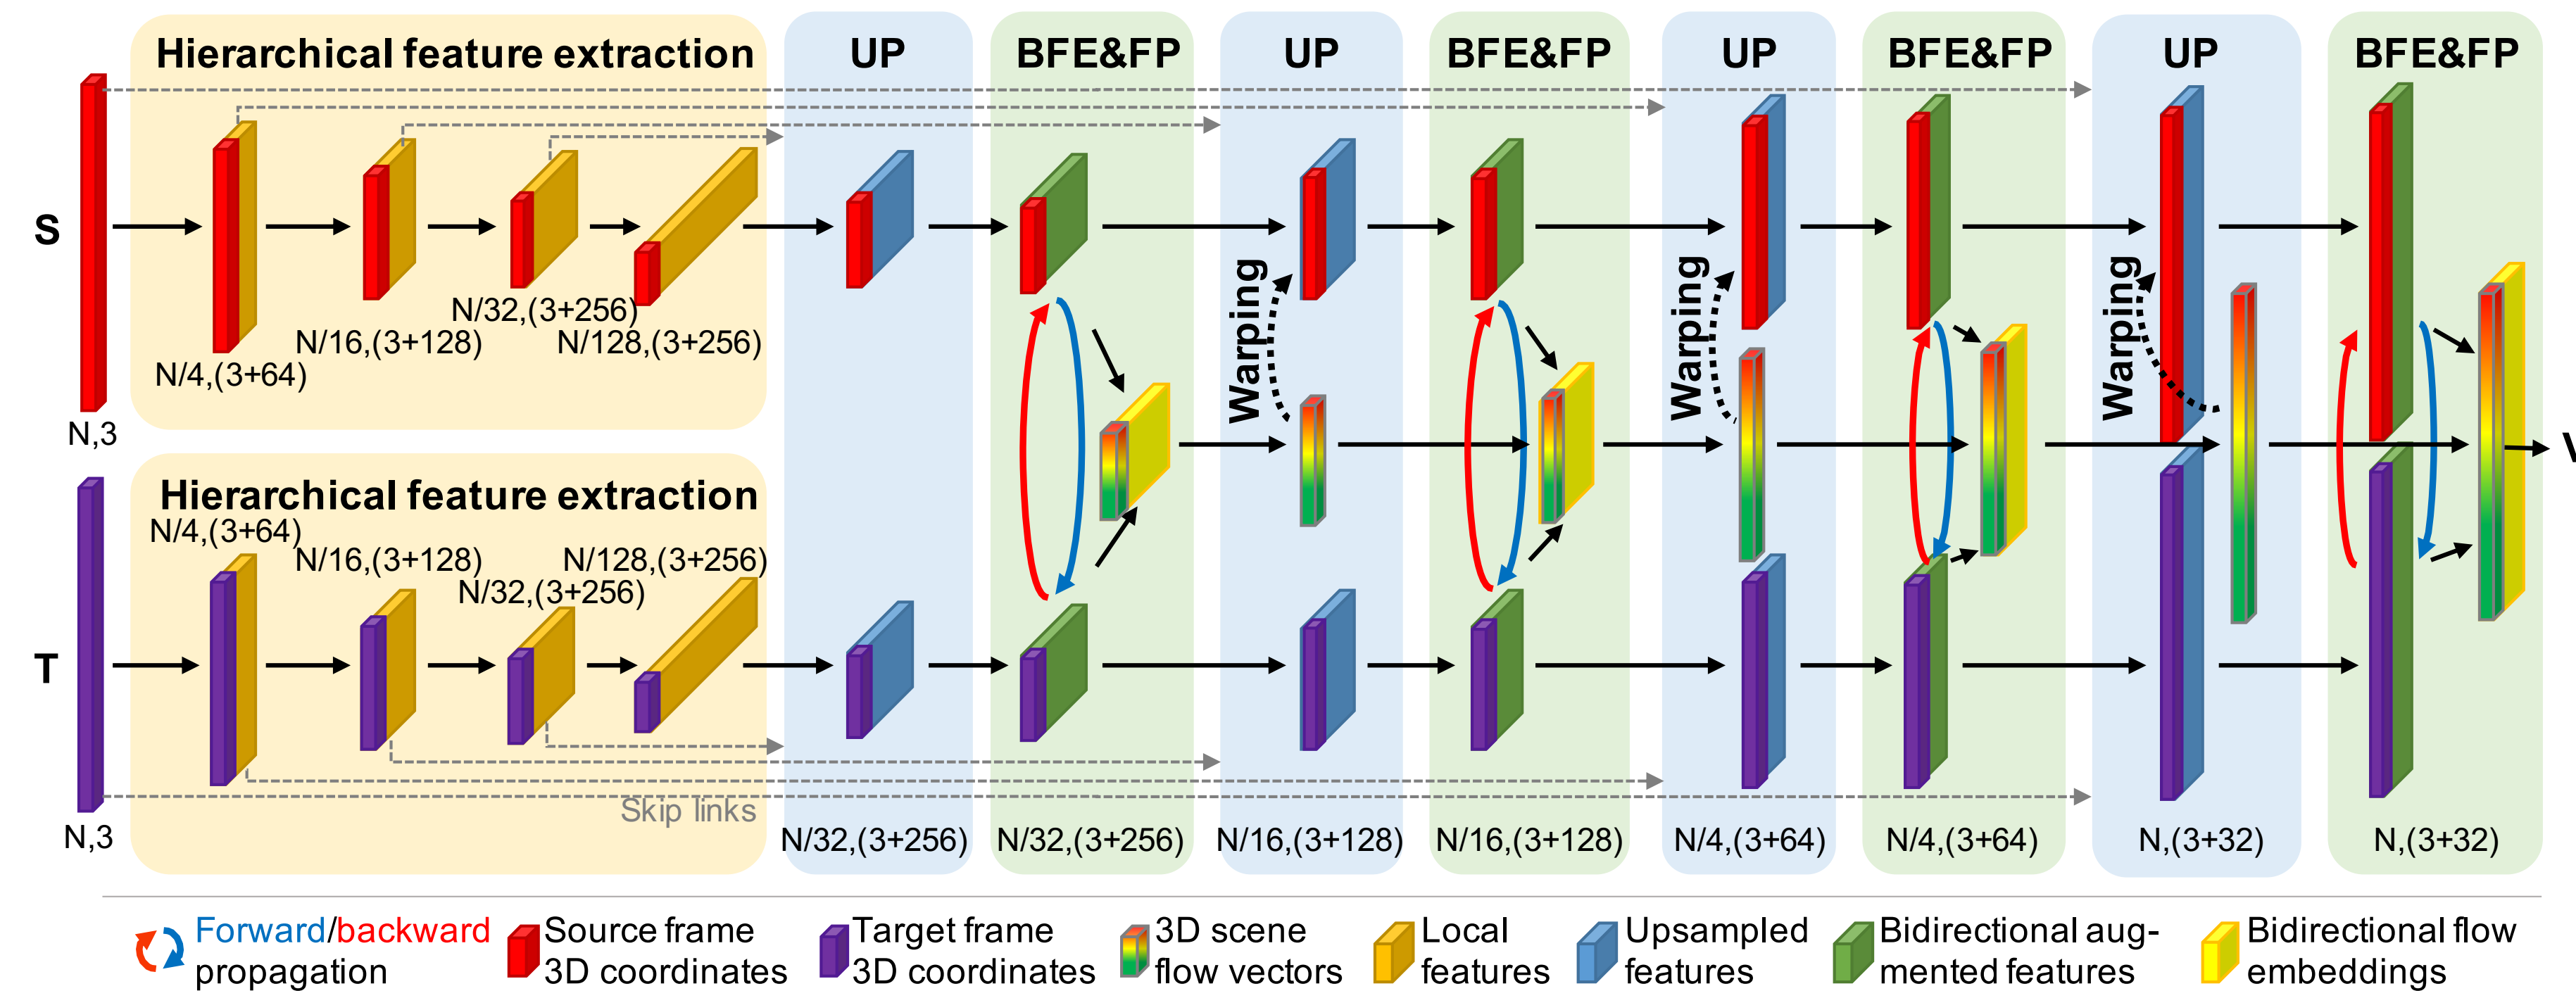 Hierarchical feature extraction
UP
BFE&FP
UP
BFE&FP
UP
BFE&FP
UP
BFE&FP
S
N/4,(3+64)
N/16,(3+128)
N/32,(3+256)
N/128,(3+256)
N,3
Warping
Warping
Warping
V
Hierarchical feature extraction
N/4,(3+64)
N/16,(3+128)
N/32,(3+256)
N/128,(3+256)
T
Skip links
N,3
N/32,(3+256)
N/32,(3+256)
N/16,(3+128)
N/16,(3+128)
N/4,(3+64)
N/4,(3+64)
N,(3+32)
N,(3+32)
Forward/backward
propagation
Source frame
3D coordinates
Target frame
3D coordinates
3D scene
flow vectors
Local
features
Upsampled
features
Bidirectional aug-
mented features
Bidirectional flow
embeddings